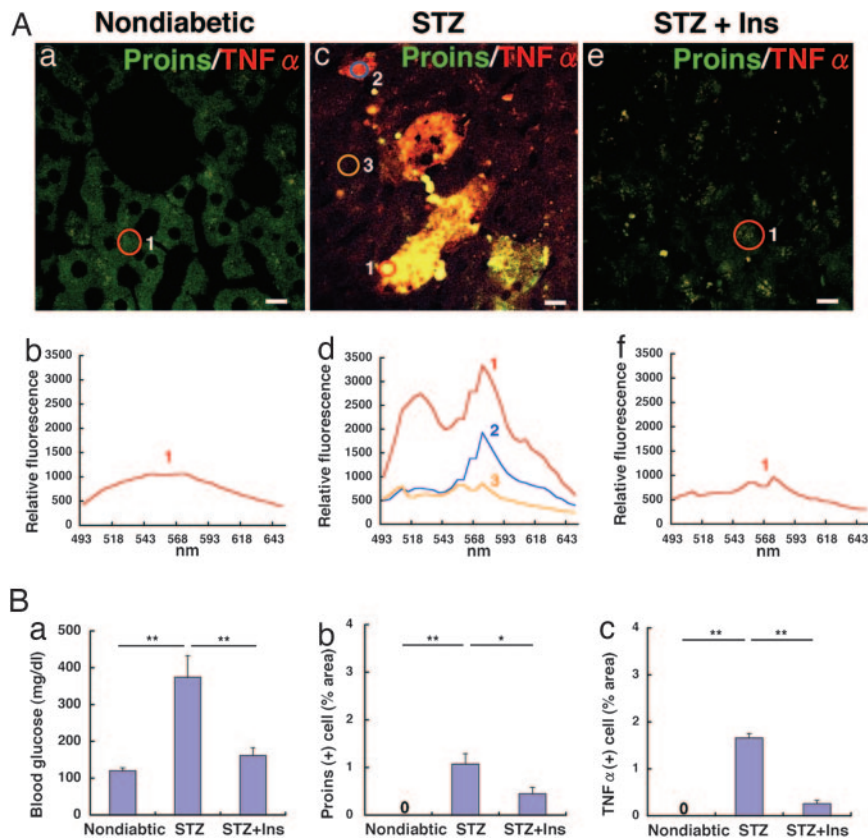 A
Nondiabetic
STZ
STZ + Ins
a
Proins/TNF α
1
c
Proins/TNF α
2
3
1
e
Proins/TNF α
1
b
Relative fluorescence
3500
3000
2500
2000
1500
1000
500
0
1
493 518 543 568 593 618 643
nm
d
Relative fluorescence
3500
3000
2500
2000
1500
1000
500
0
1
2
3
493 518 543 568 593 618 643
nm
f
Relative fluorescence
3500
3000
2500
2000
1500
1000
500
0
1
493 518 543 568 593 618 643
nm
B
a
Blood glucose (mg/dl)
500
400
300
200
100
0
** **
Nondiabtic STZ STZ+Ins
b
Proins (+) cell (% area)
4
3
2
1
0
** *
0
Nondiabtic STZ STZ+Ins
c
TNF α (+) cell (% area)
4
3
2
1
0
** **
0
Nondiabtic STZ STZ+Ins